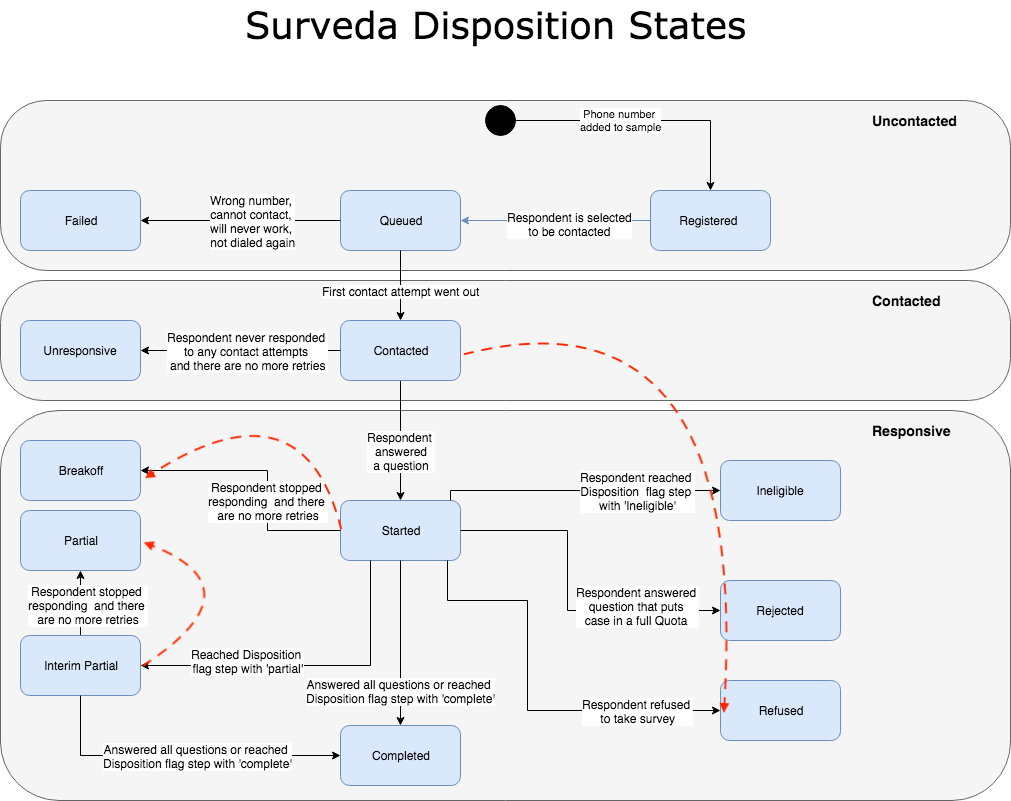 Surveda Disposition States
Phone number
added to sample
Uncontacted
Failed
Wrong number,
cannot contact,
will never work,
not dialed again
Queued
Respondent is selected
to be contacted
Registered
First contact attempt went out
Contacted
Unresponsive
Respondent never responded
to any contact attempts
and there are no more retries
Contacted
Responsive
Respondent
answered
a question
Breakoff
Respondent stopped
responding  and there
are no more retries
Respondent reached
Disposition  flag step
with 'Ineligible'
Ineligible
Partial
Started
Respondent stopped
responding  and there
are no more retries
Respondent answered
question that puts
case in a full Quota
Rejected
Interim Partial
Reached Disposition
flag step with 'partial'
Answered all questions or reached
Disposition flag step with 'complete'
Respondent refused
to take survey
Refused
Answered all questions or reached
Disposition flag step with 'complete'
Completed